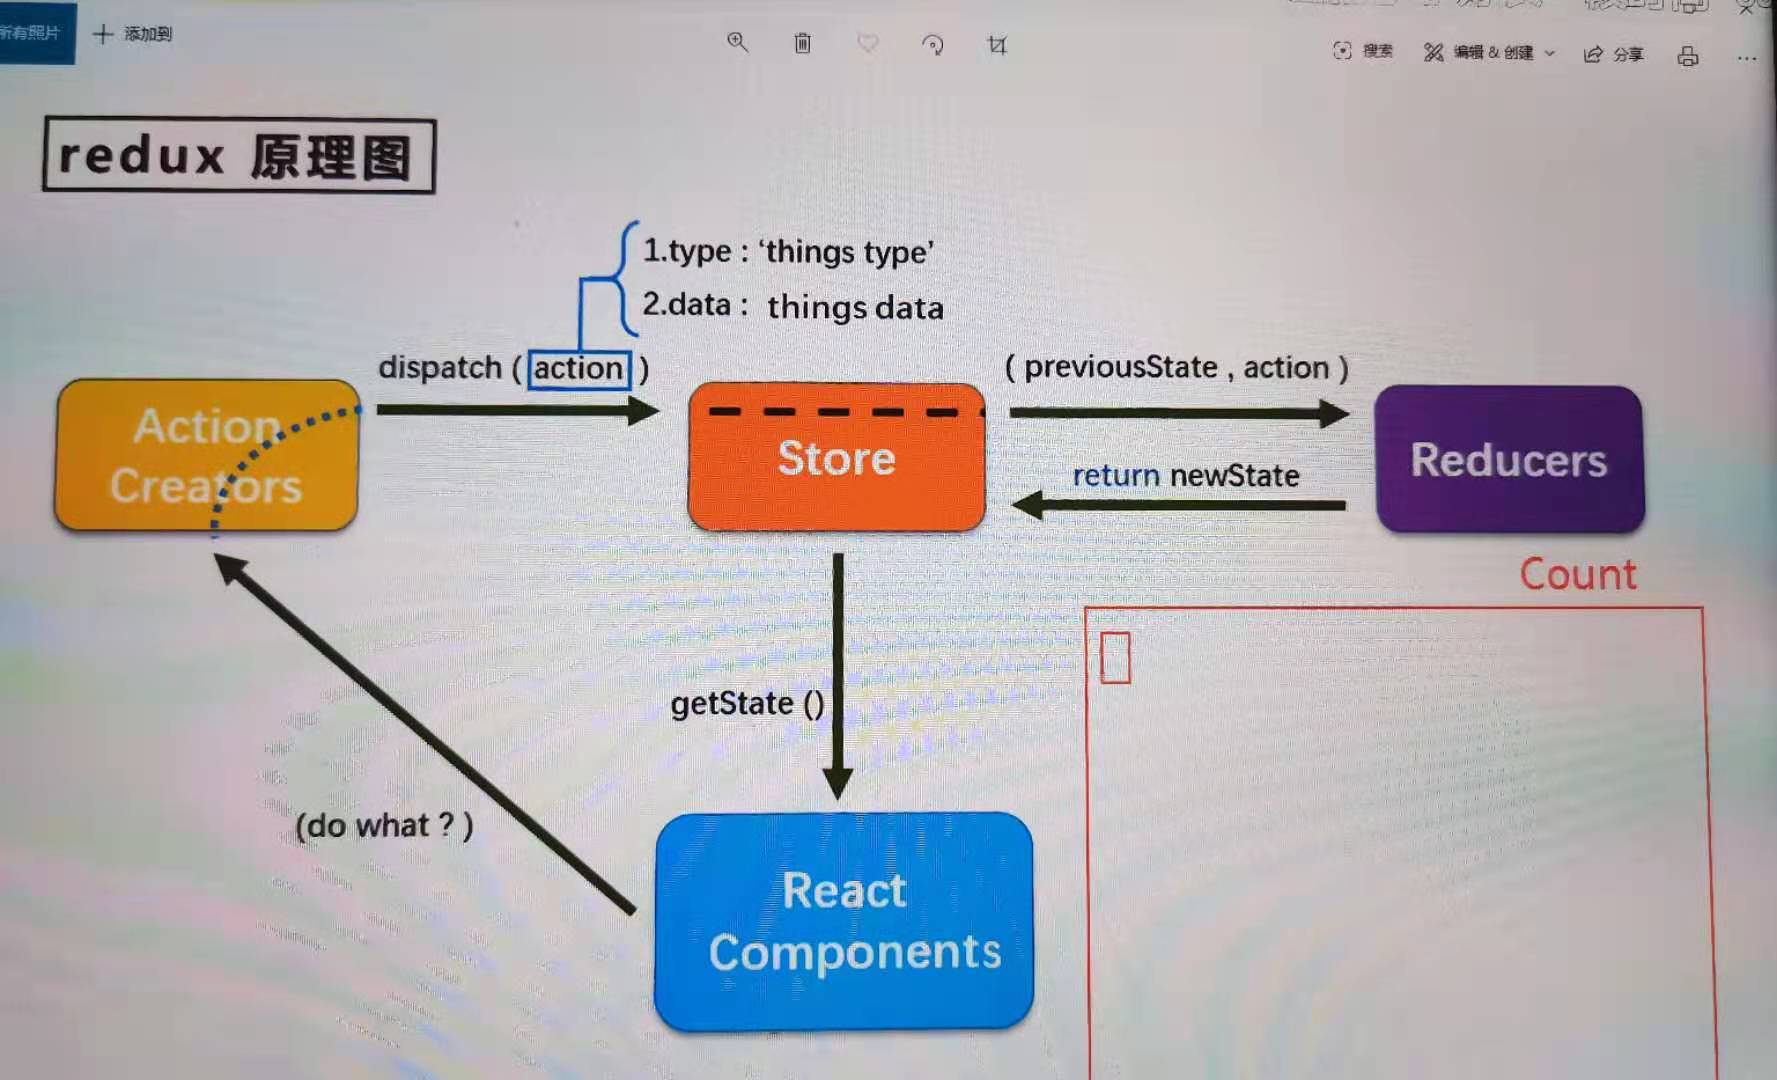 所有照片
添加到
搜索
编辑 & 创建
分享
redux 原理图
1.type : ‘things type’
2.data : things data
dispatch ( action )
( previousState , action )
Action
Creators
Store
Reducers
return newState
Count
getState ()
(do what ? )
React
Components